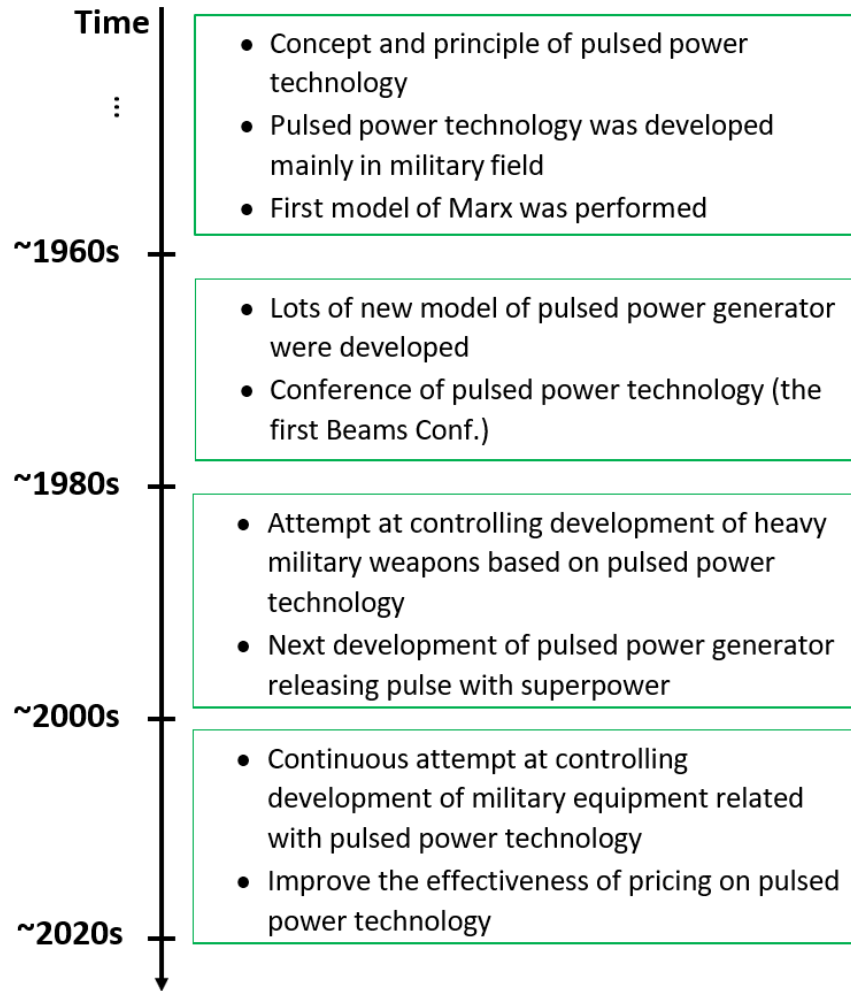 Time
...
• Concept and principle of pulsed power
technology
• Pulsed power technology was developed
mainly in military field
• First model of Marx was performed
~1960s
• Lots of new model of pulsed power generator
were developed
• Conference of pulsed power technology (the
first Beams Conf.)
~1980s
• Attempt at controlling development of heavy
military weapons based on pulsed power
technology
• Next development of pulsed power generator
releasing pulse with superpower
~2000s
• Continuous attempt at controlling
development of military equipment related
with pulsed power technology
• Improve the effectiveness of pricing on pulsed
power technology
~2020s